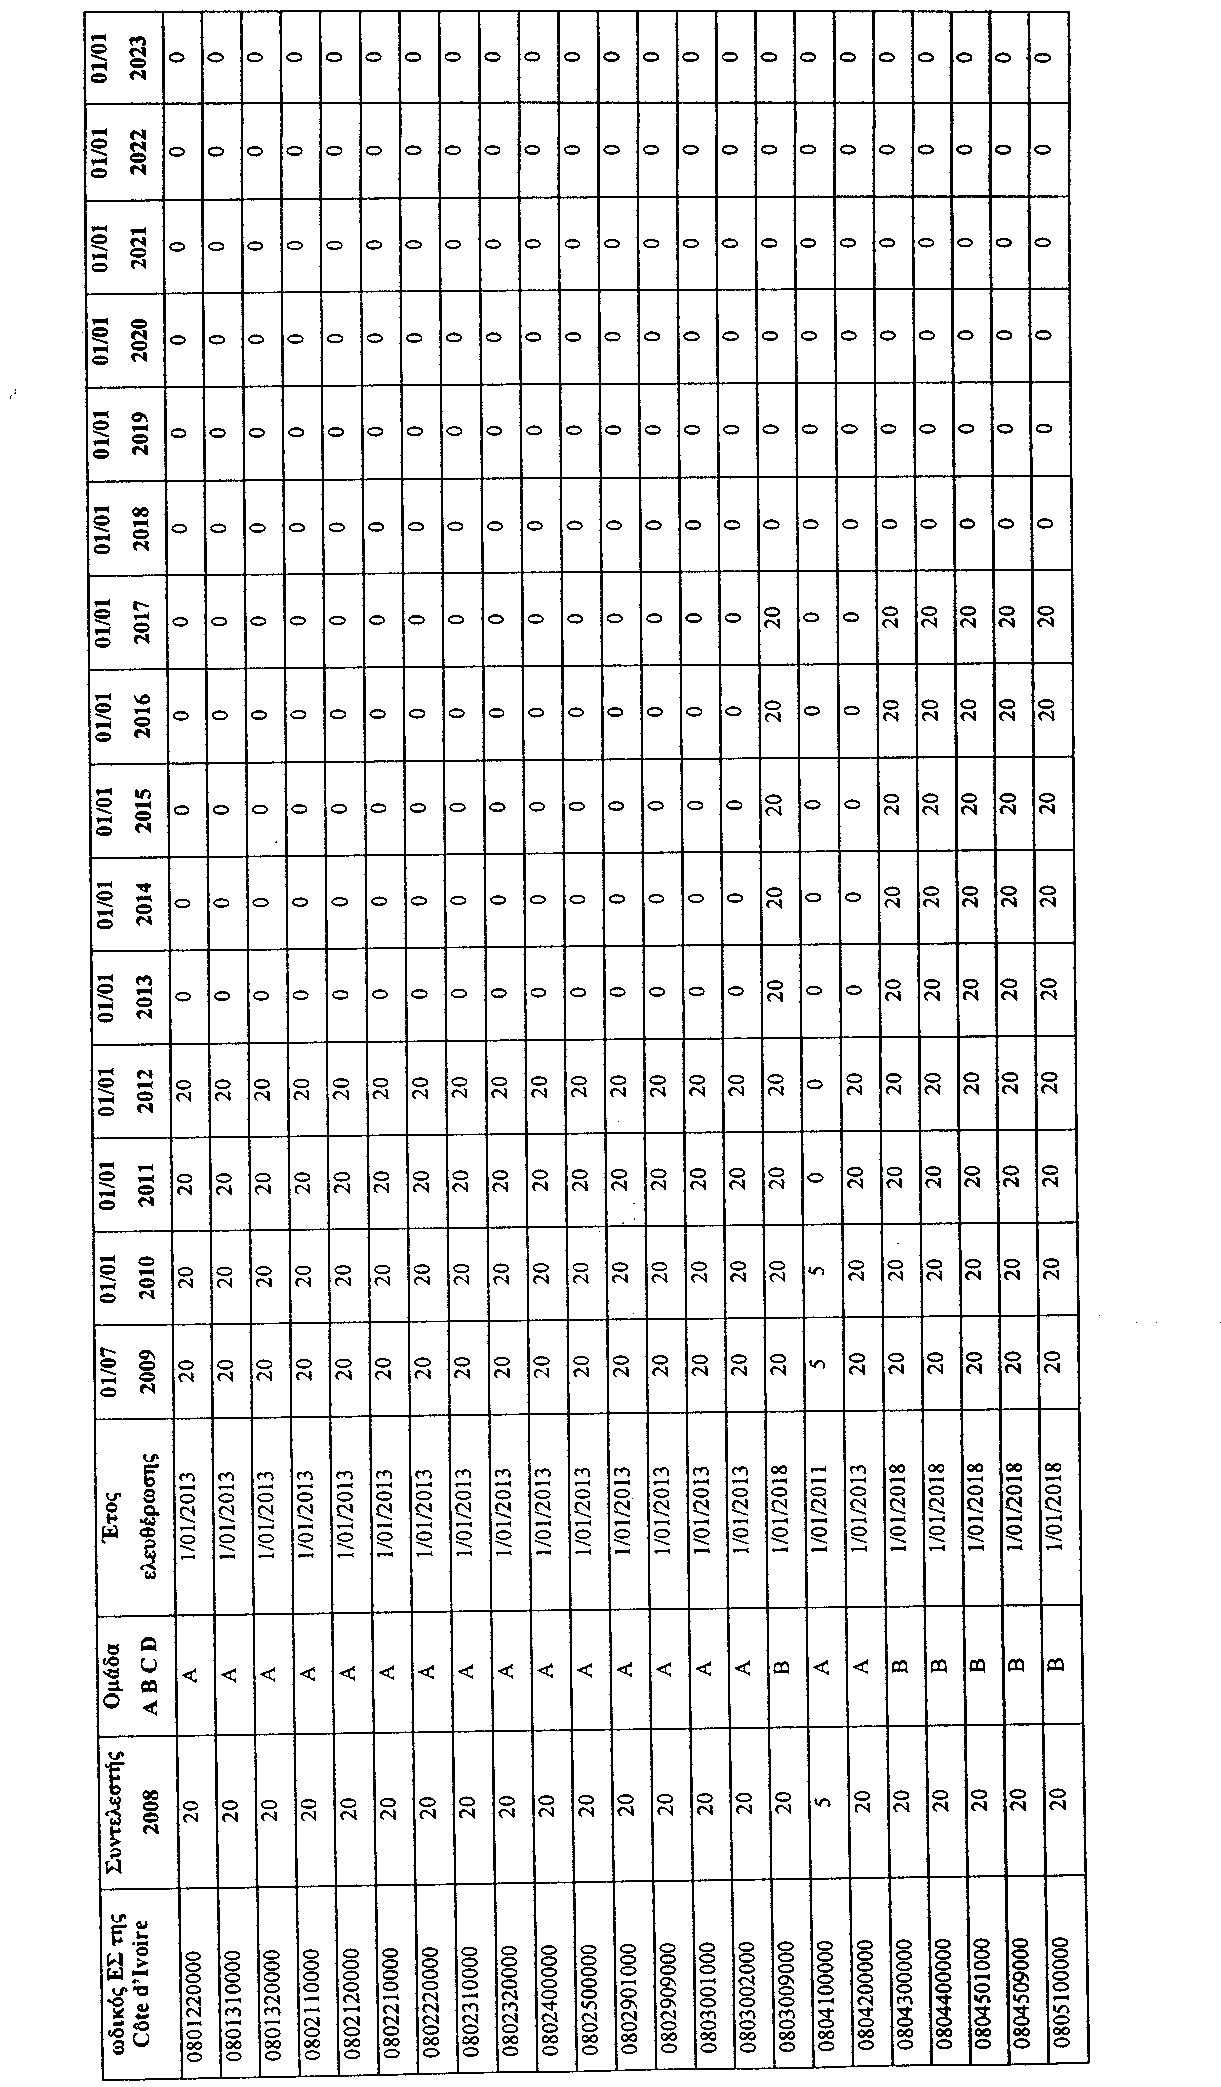 ωδικός ΕΣ της Côte d'Ivoire | Συντελεστής 2008 | Ομάδα A B C D | Έτος ελευθέρωσης | 01/07 2009 | 01/01 2010 | 01/01 2011 | 01/01 2012 | 01/01 2013 | 01/01 2014 | 01/01 2015 | 01/01 2016 | 01/01 2017 | 01/01 2018 | 01/01 2019 | 01/01 2020 | 01/01 2021 | 01/01 2022 | 01/01 2023
0801220000 20 A 1/01/2013 20 20 20 20 0 0 0 0 0 0 0 0 0 0 0
0801310000 20 A 1/01/2013 20 20 20 20 0 0 0 0 0 0 0 0 0 0 0
0801320000 20 A 1/01/2013 20 20 20 20 0 0 0 0 0 0 0 0 0 0 0
0802110000 20 A 1/01/2013 20 20 20 20 0 0 0 0 0 0 0 0 0 0 0
0802120000 20 A 1/01/2013 20 20 20 20 0 0 0 0 0 0 0 0 0 0 0
0802210000 20 A 1/01/2013 20 20 20 20 0 0 0 0 0 0 0 0 0 0 0
0802220000 20 A 1/01/2013 20 20 20 20 0 0 0 0 0 0 0 0 0 0 0
0802310000 20 A 1/01/2013 20 20 20 20 0 0 0 0 0 0 0 0 0 0 0
0802320000 20 A 1/01/2013 20 20 20 20 0 0 0 0 0 0 0 0 0 0 0
0802400000 20 A 1/01/2013 20 20 20 20 0 0 0 0 0 0 0 0 0 0 0
0802500000 20 A 1/01/2013 20 20 20 20 0 0 0 0 0 0 0 0 0 0 0
0802901000 20 A 1/01/2013 20 20 20 20 0 0 0 0 0 0 0 0 0 0 0
0802909000 20 A 1/01/2013 20 20 20 20 0 0 0 0 0 0 0 0 0 0 0
0803001000 20 A 1/01/2013 20 20 20 20 0 0 0 0 0 0 0 0 0 0 0
0803002000 20 A 1/01/2013 20 20 20 20 0 0 0 0 0 0 0 0 0 0 0
0803009000 20 B 1/01/2018 20 20 20 20 20 20 20 20 20 0 0 0 0 0 0
0804100000 5 A 1/01/2011 5 5 0 0 0 0 0 0 0 0 0 0 0 0 0
0804200000 20 A 1/01/2013 20 20 20 20 0 0 0 0 0 0 0 0 0 0 0
0804300000 20 B 1/01/2018 20 20 20 20 20 20 20 20 20 0 0 0 0 0 0
0804400000 20 B 1/01/2018 20 20 20 20 20 20 20 20 20 0 0 0 0 0 0
0804501000 20 B 1/01/2018 20 20 20 20 20 20 20 20 20 0 0 0 0 0 0
0804509000 20 B 1/01/2018 20 20 20 20 20 20 20 20 20 0 0 0 0 0 0
0805100000 20 B 1/01/2018 20 20 20 20 20 20 20 20 20 0 0 0 0 0 0